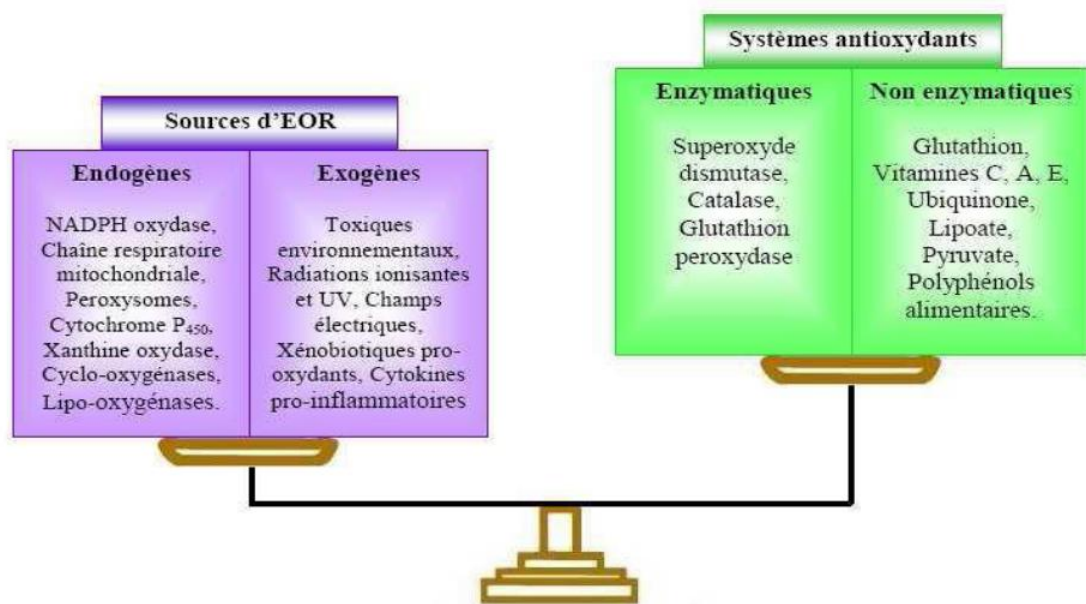 Systèmes antioxydants
Enzymatiques
Superoxyde
dismutase,
Catalase,
Glutathion
peroxydase
Non enzymatiques
Glutathion,
Vitamines C, A, E,
Ubiquinone,
Lipoate,
Pyruvate,
Polyphénols
alimentaires.
Sources d’EOR
Endogènes
NADPH oxydase,
Chaîne respiratoire
mitochondriale,
Peroxysomes,
Cytochrome P₄₅₀,
Xanthine oxydase,
Cyclo-oxygénases,
Lipo-oxygénases.
Exogènes
Toxiques
environnementaux,
Radiations ionisantes
et UV, Champs
électriques,
Xénobiotiques pro-
oxydants, Cytokines
pro-inflammatoires